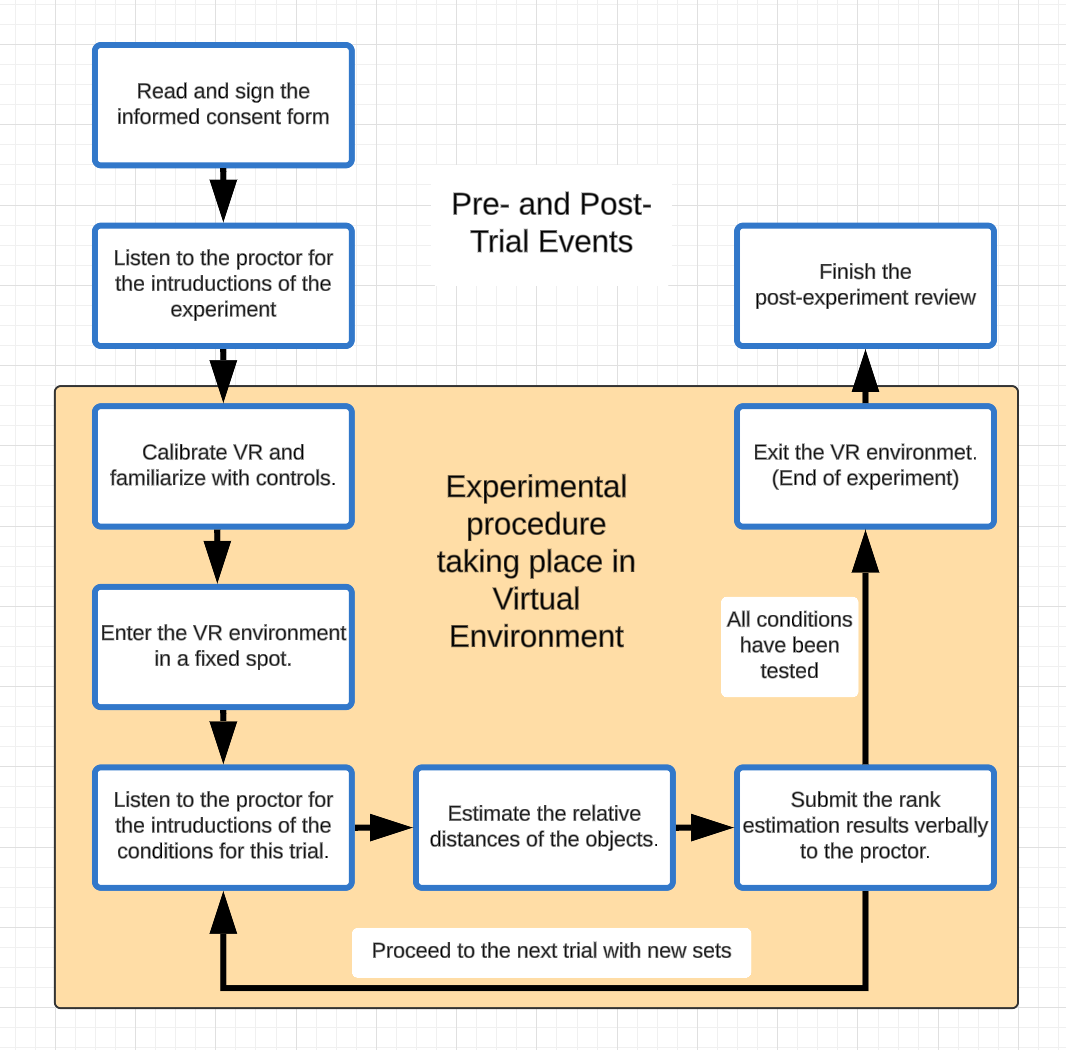 Read and sign the
informed consent form
Pre- and Post-
Trial Events
Listen to the proctor for
the intruductions of the
experiment
Finish the
post-experiment review
Calibrate VR and
familiarize with controls.
Experimental
procedure
taking place in
Virtual
Environment
Exit the VR environmet.
(End of experiment)
Enter the VR environment
in a fixed spot.
All conditions
have been
tested
Listen to the proctor for
the intruductions of the
conditions for this trial.
Estimate the relative
distances of the objects.
Submit the rank
estimation results verbally
to the proctor.
Proceed to the next trial with new sets